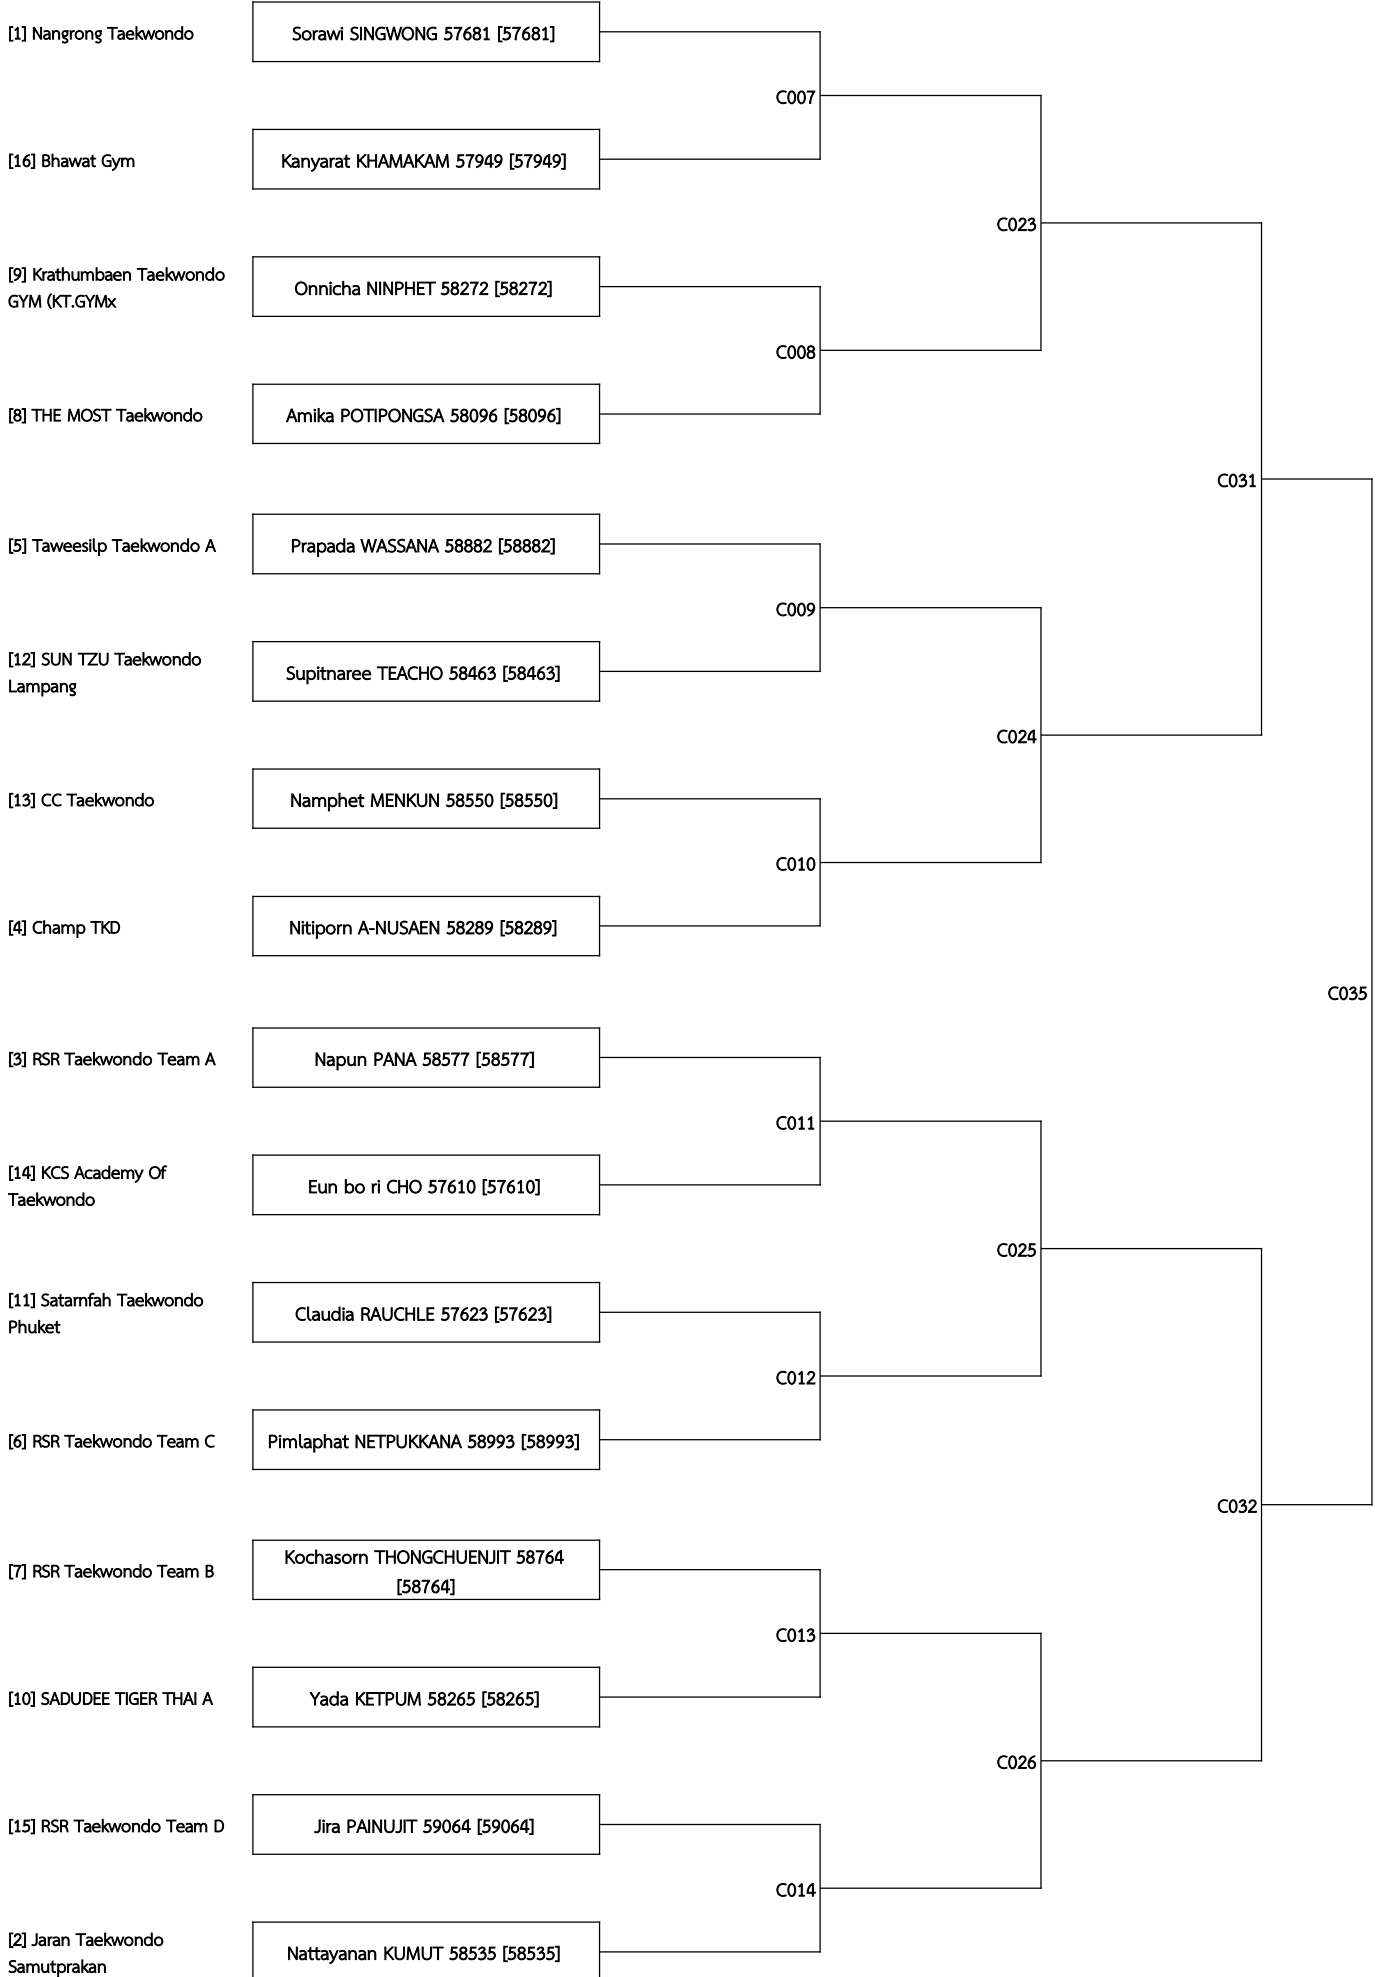 [1] Nangrong Taekwondo
Sorawi SINGWONG 57681 [57681]
C007
[16] Bhawat Gym
Kanyarat KHAMAKAM 57949 [57949]
C023
[9] Krathumbaen Taekwondo
GYM (KT.GYMx
Onnicha NINPHET 58272 [58272]
C008
[8] THE MOST Taekwondo
Amika POTIPONGSA 58096 [58096]
C031
[5] Taweesilp Taekwondo A
Prapada WASSANA 58882 [58882]
C009
[12] SUN TZU Taekwondo
Lampang
Supitnaree TEACHO 58463 [58463]
C024
[13] CC Taekwondo
Namphet MENKUN 58550 [58550]
C010
[4] Champ TKD
Nitiporn A-NUSAEN 58289 [58289]
C035
[3] RSR Taekwondo Team A
Napun PANA 58577 [58577]
C011
[14] KCS Academy Of
Taekwondo
Eun bo ri CHO 57610 [57610]
C025
[11] Satarnfah Taekwondo
Phuket
Claudia RAUCHLE 57623 [57623]
C012
[6] RSR Taekwondo Team C
Pimlaphat NETPUKKANA 58993 [58993]
C032
[7] RSR Taekwondo Team B
Kochasorn THONGCHUENJIT 58764
[58764]
C013
[10] SADUDEE TIGER THAI A
Yada KETPUM 58265 [58265]
C026
[15] RSR Taekwondo Team D
Jira PAINUJIT 59064 [59064]
C014
[2] Jaran Taekwondo
Samutprakan
Nattayanan KUMUT 58535 [58535]